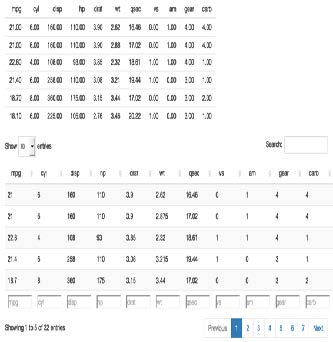 mpg cyl disp hp drat wt qsec vs am gear carb
21.00 6.00 160.00 110.00 3.90 2.62 16.46 0.00 1.00 4.00 4.00
21.00 6.00 160.00 110.00 3.90 2.88 17.02 0.00 1.00 4.00 4.00
22.80 4.00 108.00 93.00 3.85 2.32 18.61 1.00 1.00 4.00 1.00
21.40 6.00 258.00 110.00 3.08 3.21 19.44 1.00 0.00 3.00 1.00
18.70 8.00 360.00 175.00 3.15 3.44 17.02 0.00 0.00 3.00 2.00
18.10 6.00 225.00 105.00 2.76 3.46 20.22 1.00 0.00 3.00 1.00
Show entries Search:
mpg cyl disp hp drat wt qsec vs am gear carb
21 6 160 110 3.9 2.62 16.46 0 1 4 4
21 6 160 110 3.9 2.875 17.02 0 1 4 4
22.8 4 108 93 3.85 2.32 18.61 1 1 4 1
21.4 6 258 110 3.08 3.215 19.44 1 0 3 1
18.7 8 360 175 3.15 3.44 17.02 0 0 3 2
mpg cyl disp hp drat wt qsec vs am gear carb
Showing 1 to 5 of 32 entries Previous 1 2 3 4 5 6 7 Next